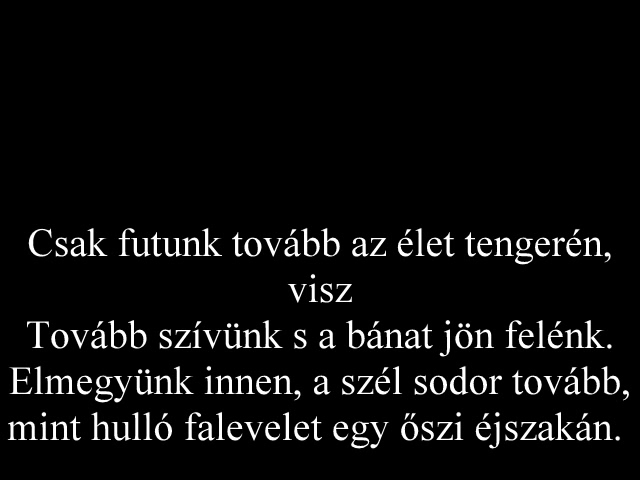 Csak futunk tovább az élet tengerén,
visz
Tovább szívünk s a bánat jön felénk.
Elmegyünk innen, a szél sodor tovább,
mint hulló falevelet egy őszi éjszakán.